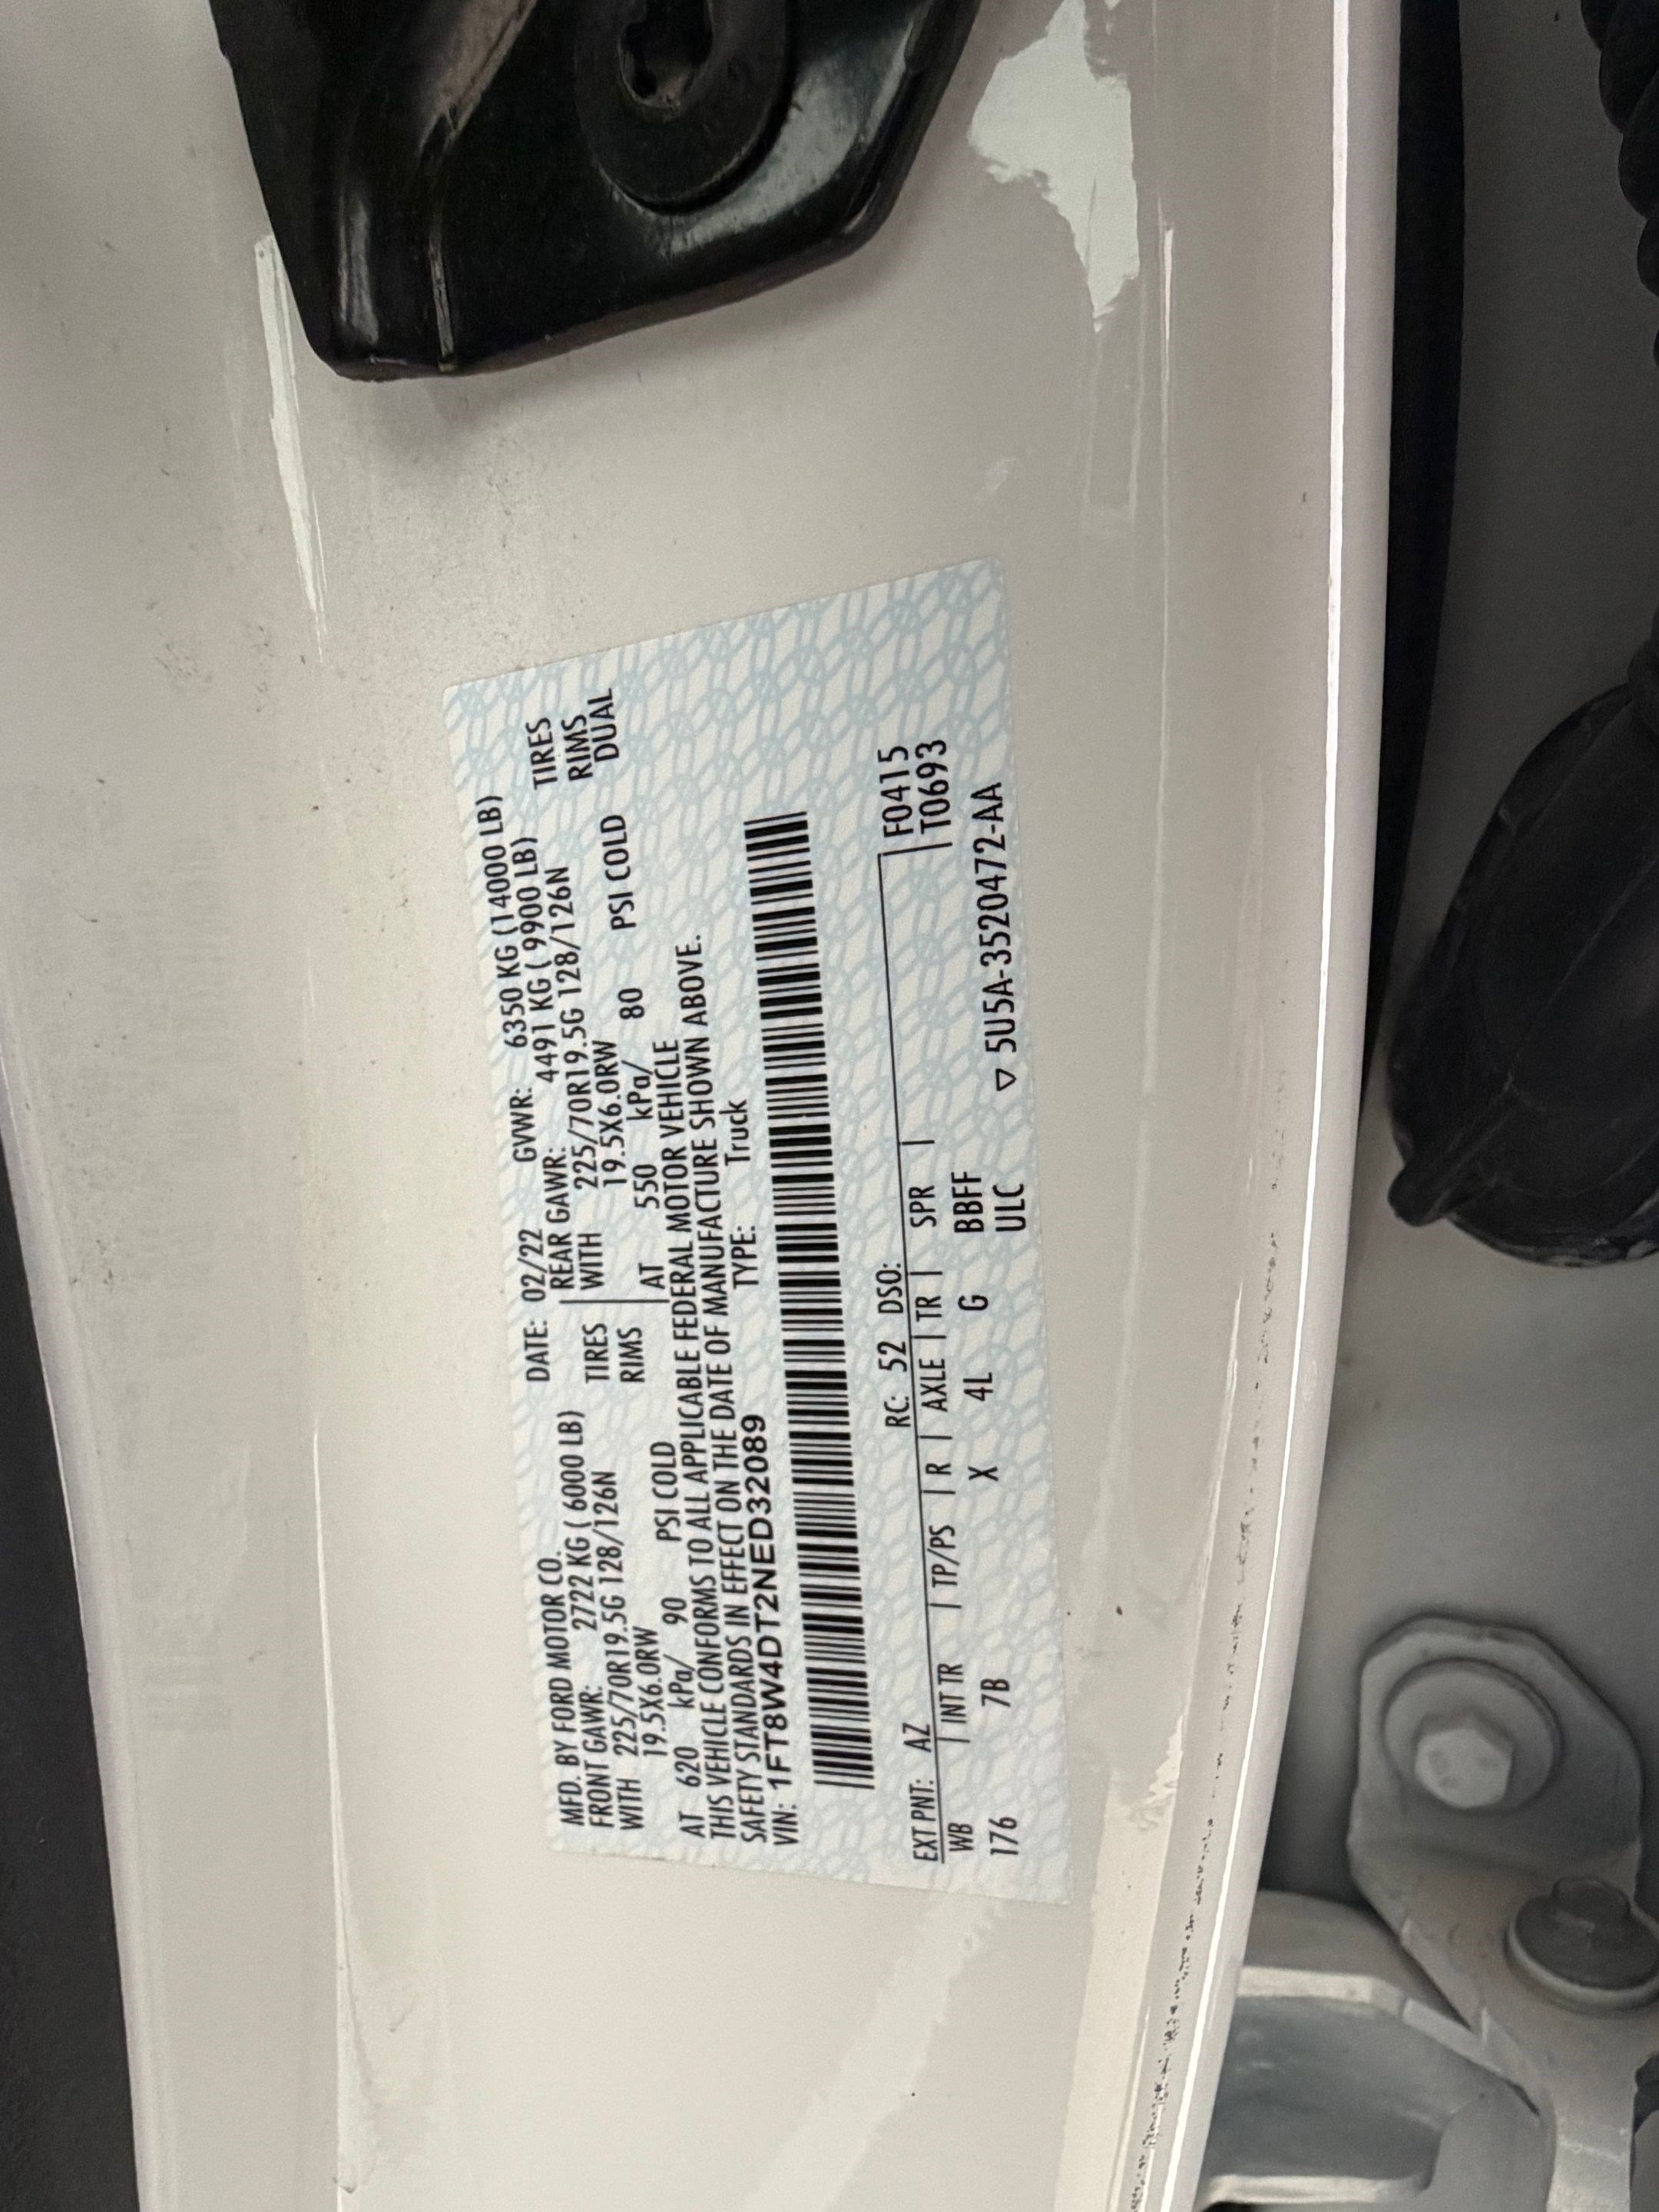 MFD. BY FORD MOTOR CO. DATE: 02/22 GVWR: 6350 KG (14000 LB)
FRONT GAWR: 2722 KG ( 6000 LB) REAR GAWR: 4491 KG ( 9900 LB)
WITH 225/70R19.5G 128/126N TIRES WITH 225/70R19.5G 128/126N TIRES
19.5X6.0RW RIMS 19.5X6.0RW RIMS
AT 620 kPa/ 90 PSI COLD AT 550 kPa/ 80 PSI COLD DUAL
THIS VEHICLE CONFORMS TO ALL APPLICABLE FEDERAL MOTOR VEHICLE
SAFETY STANDARDS IN EFFECT ON THE DATE OF MANUFACTURE SHOWN ABOVE.
VIN: 1FT8W4DT2NED32089 TYPE: Truck
EXT PNT: AZ RC: 52 DSO: F0415
WB | INT TR | TP/PS | R | AXLE | TR | SPR | T0693
176 7B X 4L G BBFF
ULC ▽ 5U5A-3520472-AA